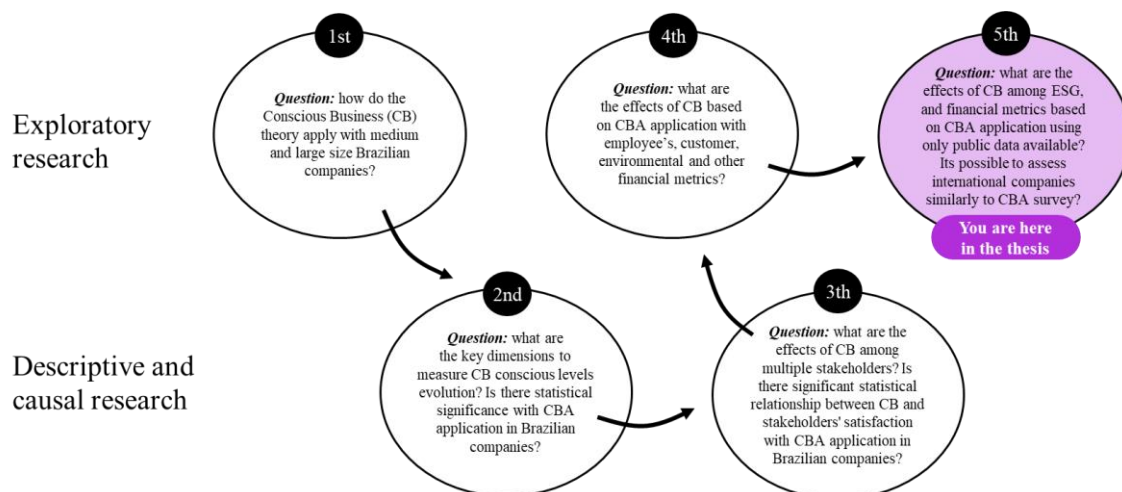 Exploratory
research
1st
Question: how do the
Conscious Business (CB)
theory apply with medium
and large size Brazilian
companies?
4th
Question: what are
the effects of CB based
on CBA application with
employee's, customer,
environmental and other
financial metrics?
5th
Question: what are the
effects of CB among ESG,
and financial metrics based
on CBA application using
only public data available?
Its possible to assess
international companies
similarly to CBA survey?
You are here
in the thesis
Descriptive and
causal research
2nd
Question: what are
the key dimensions to
measure CB conscious levels
evolution? Is there statistical
significance with CBA
application in Brazilian
companies?
3th
Question: what are the
effects of CB among
multiple stakeholders? Is
there significant statistical
relationship between CB and
stakeholders' satisfaction
with CBA application in
Brazilian companies?